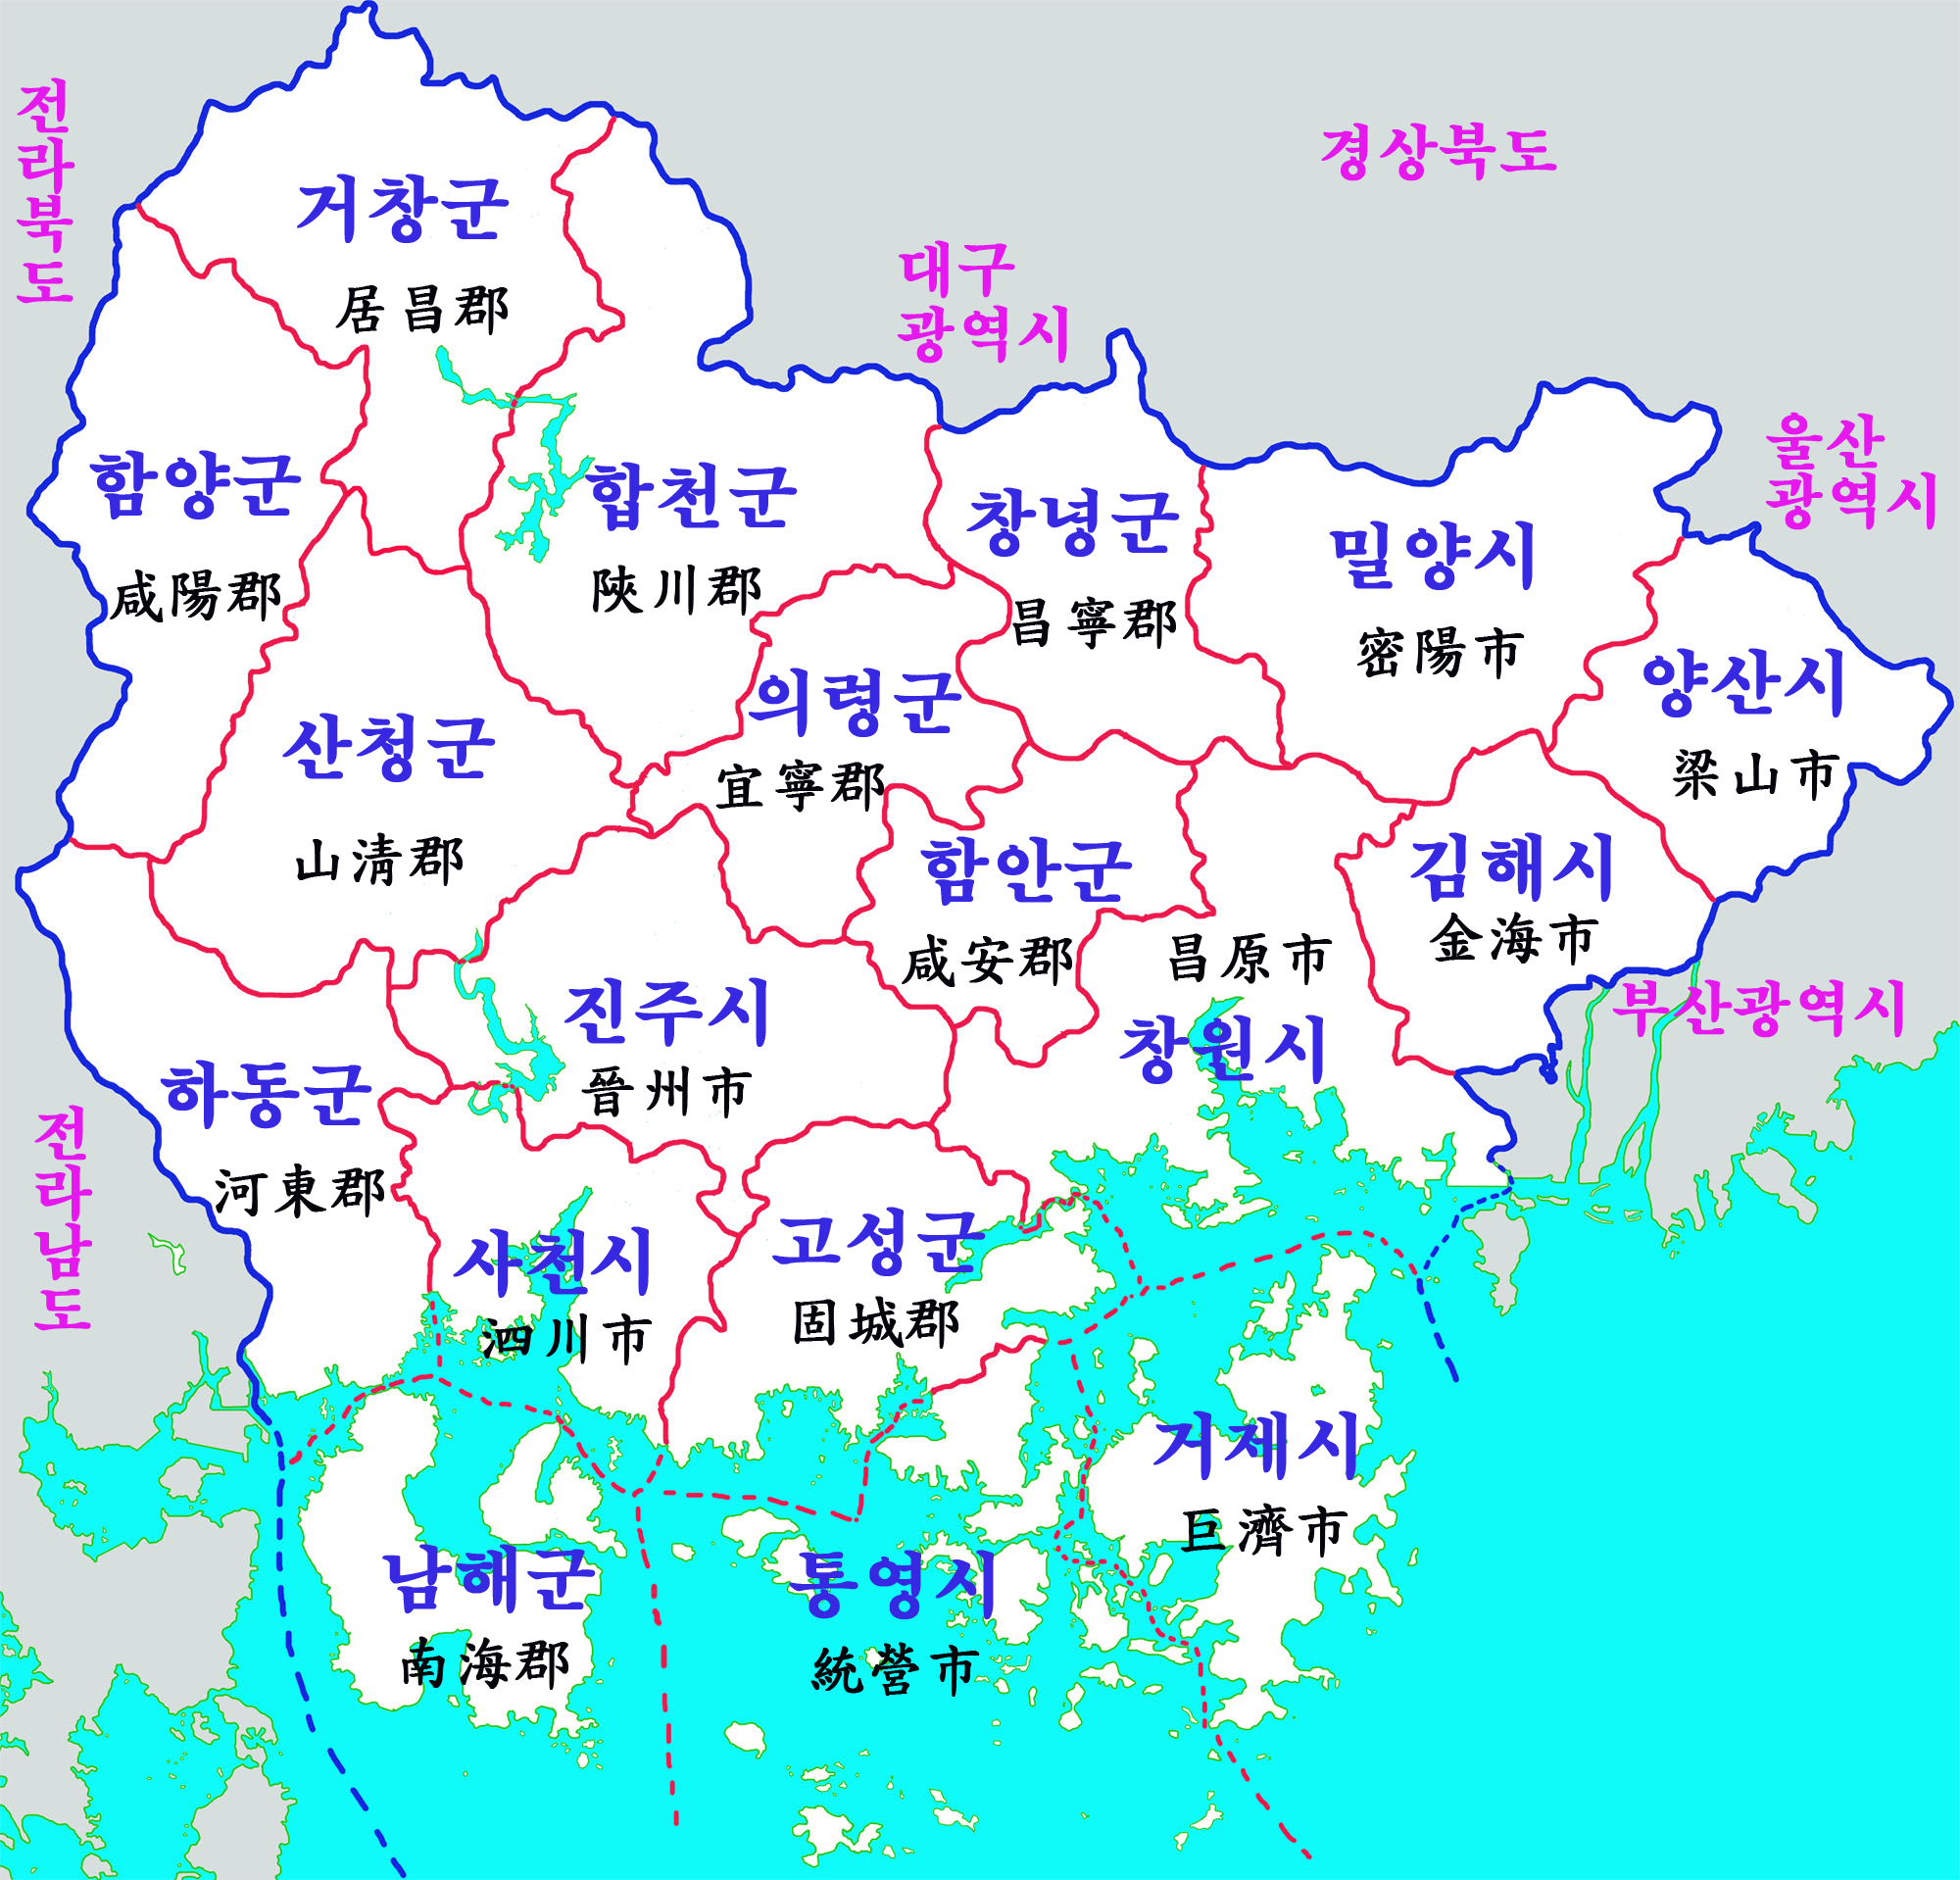 전라북도
경상북도
거창군
居昌郡
대구
광역시
울산
광역시
함양군
咸陽郡
합천군
陜川郡
창녕군
昌寧郡
밀양시
密陽市
양산시
梁山市
의령군
宜寧郡
산청군
山淸郡
함안군
咸安郡
김해시
金海市
昌原市
창원시
부산광역시
진주시
晉州市
하동군
河東郡
전라남도
사천시
泗川市
고성군
固城郡
거제시
巨濟市
남해군
南海郡
통영시
統營市